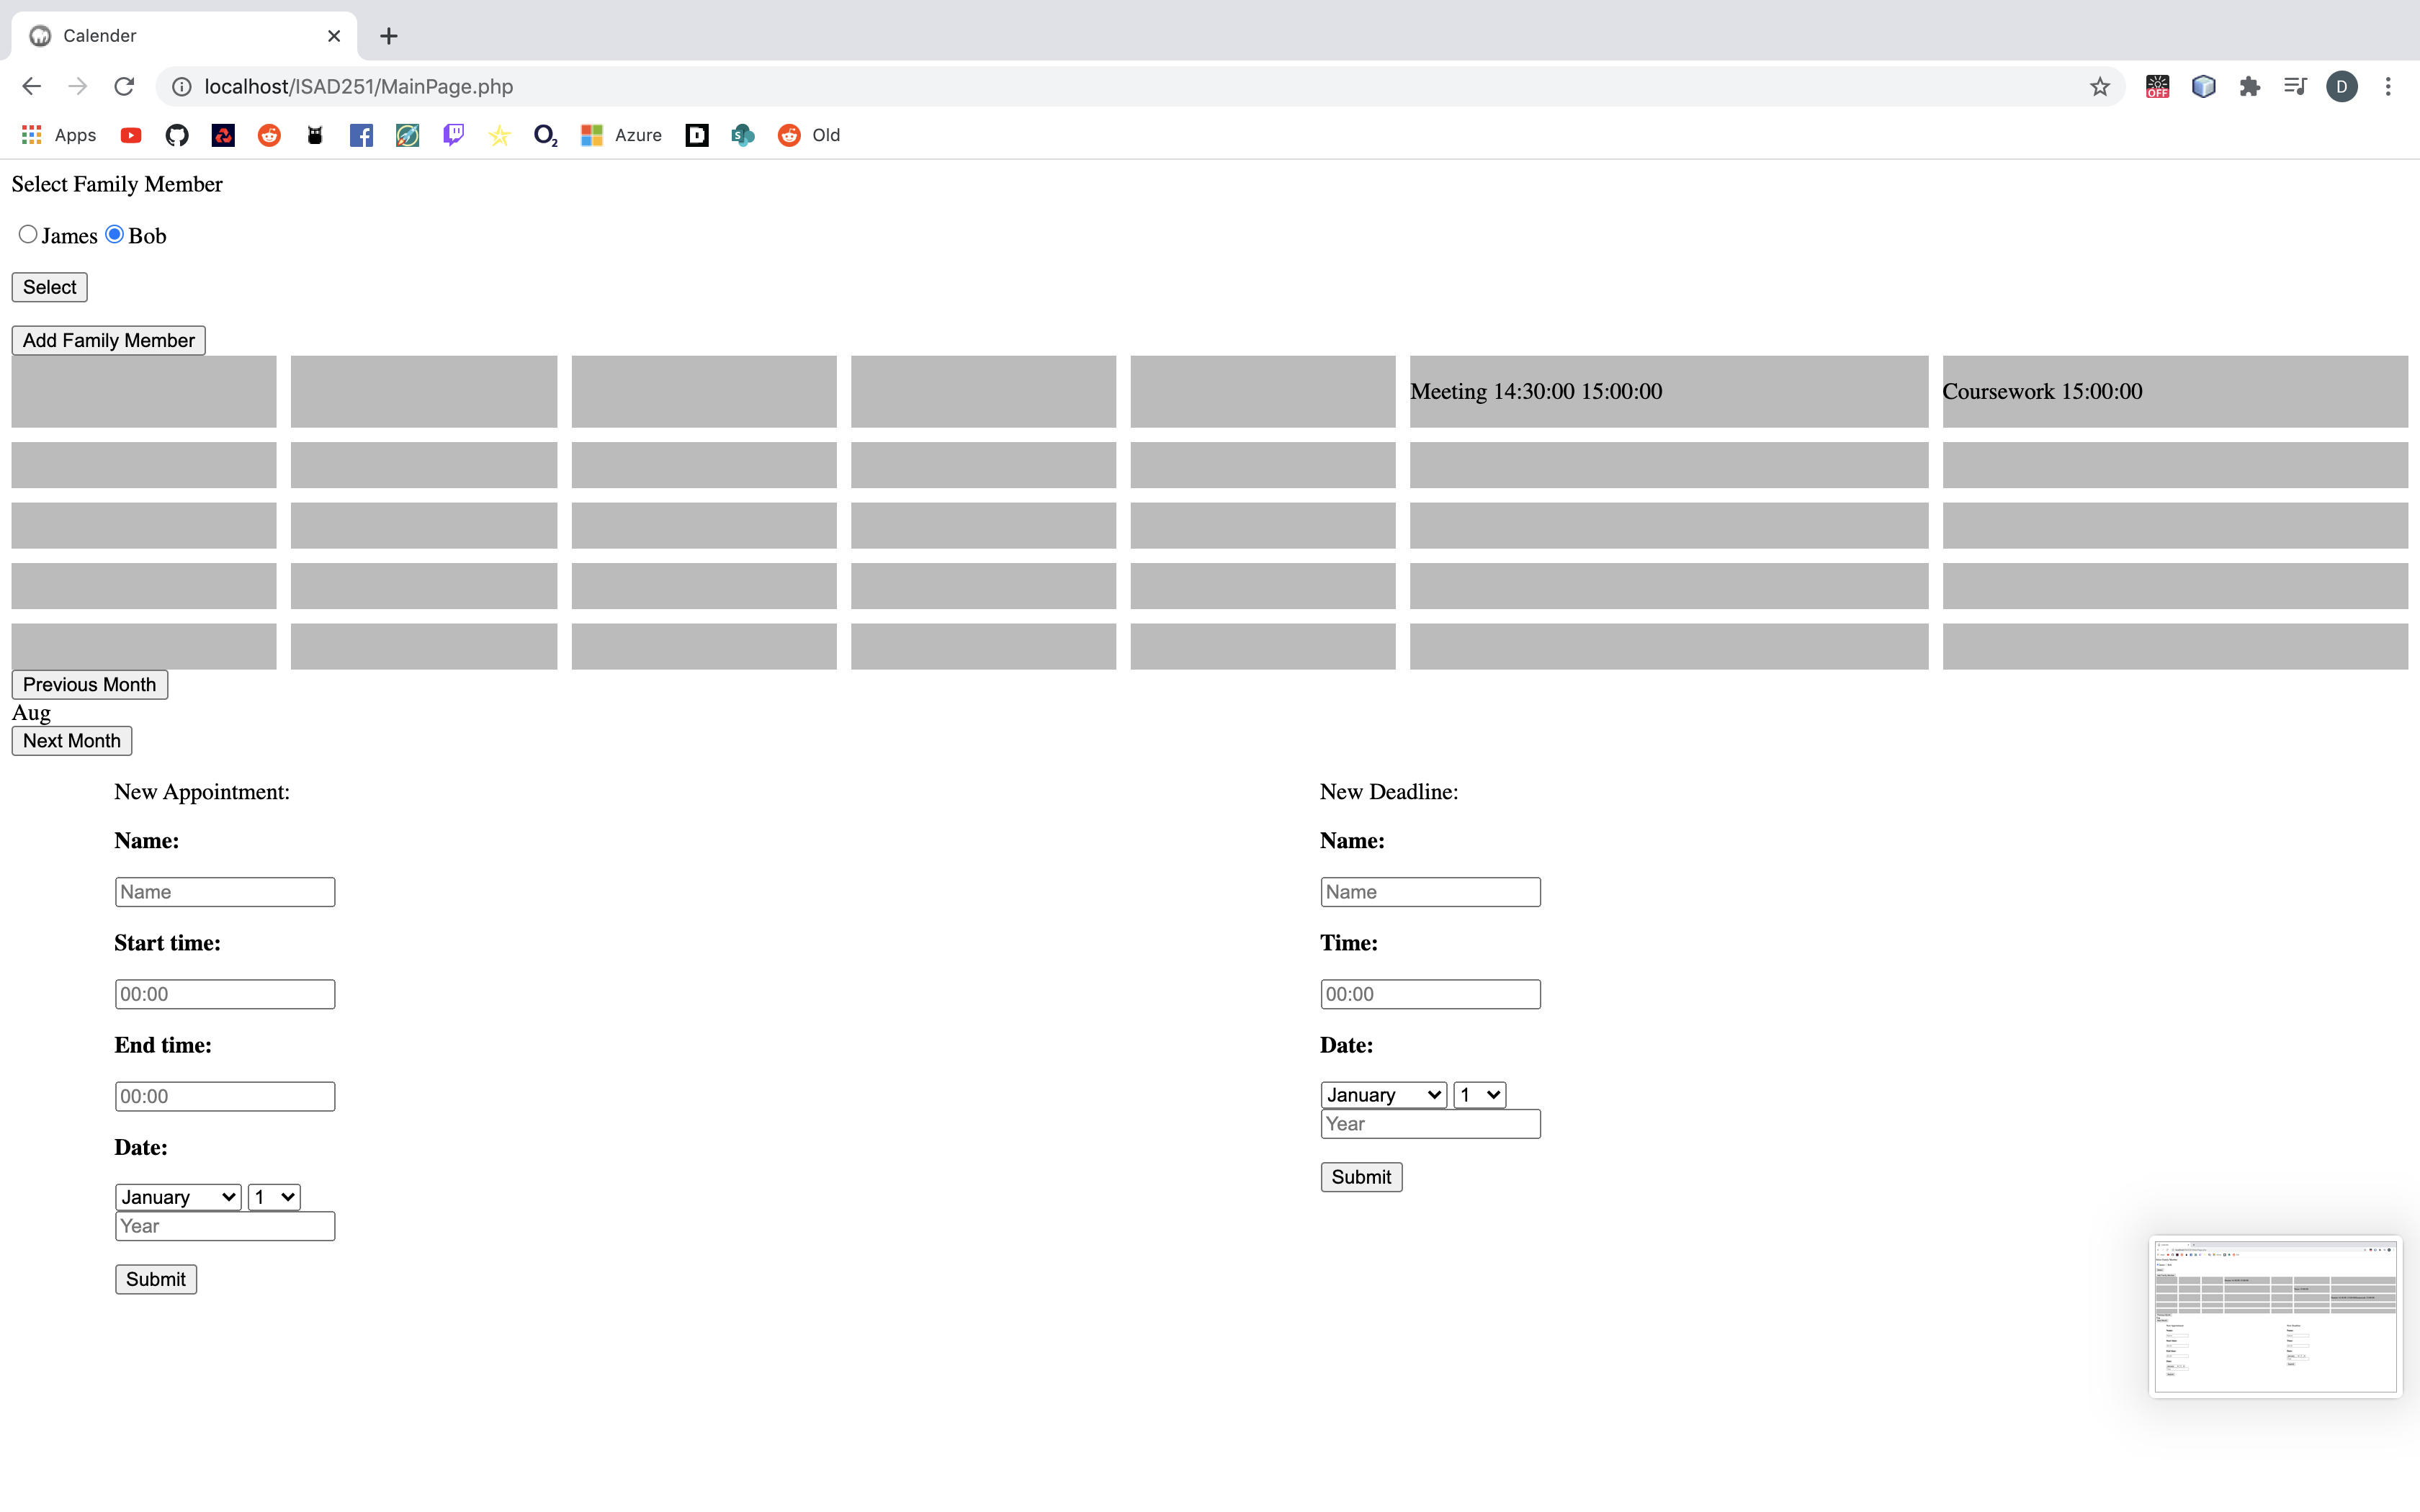 Calender
localhost/ISAD251/MainPage.php
OFF
D
Apps
O2
Azure
D
S
Old
Select Family Member
James Bob
Select
Add Family Member
Meeting 14:30:00 15:00:00 Coursework 15:00:00
Previous Month
Aug
Next Month
New Appointment:
Name:
Name
Start time:
00:00
End time:
00:00
Date:
January 1
Year
Submit
New Deadline:
Name:
Name
Time:
00:00
Date:
January 1
Year
Submit